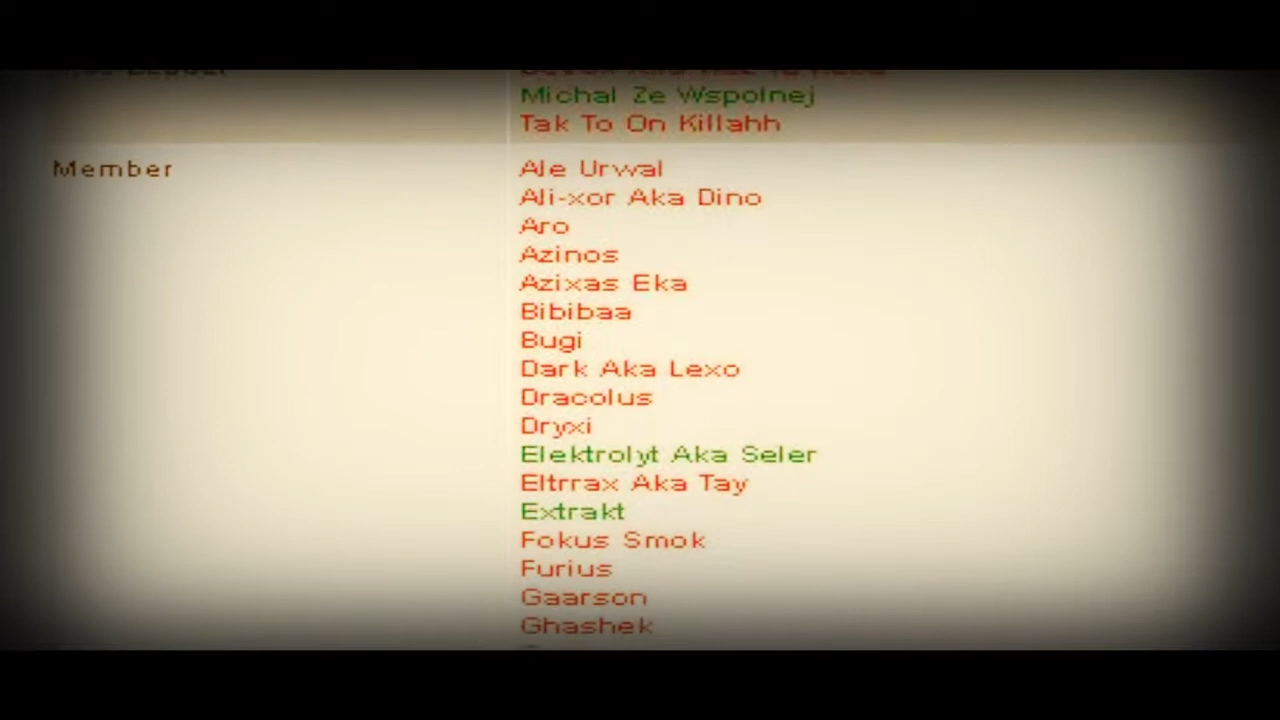 Michal Ze Wspolnej
Tak To On Killahh
Member
Ale Urwal
Ali-xor Aka Dino
Aro
Azinos
Azixas Eka
Bibibaa
Bugi
Dark Aka Lexo
Dracolus
Dryxi
Elektrolyt Aka Seler
Eltrrax Aka Tay
Extrakt
Fokus Smok
Furius
Gaarson
Ghashek